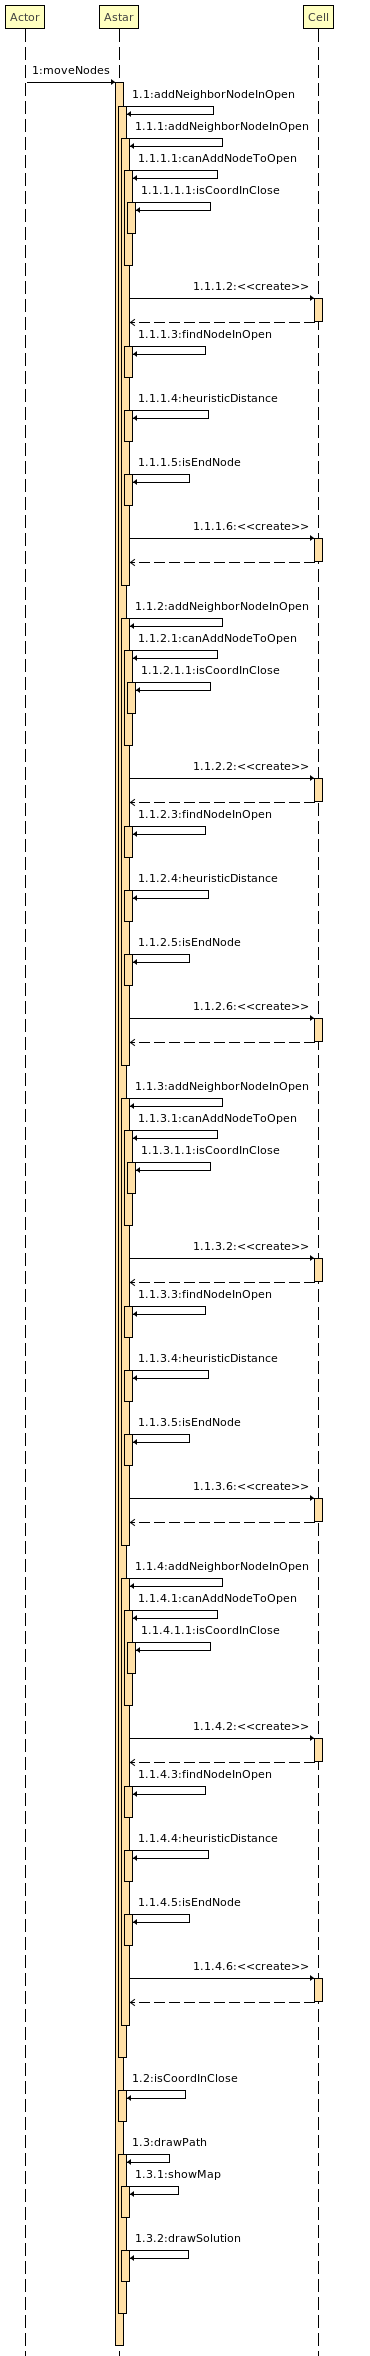 Actor Astar Cell
1:moveNodes
1.1:addNeighborNodeInOpen
1.1.1:addNeighborNodeInOpen
1.1.1.1:canAddNodeToOpen
1.1.1.1.1:isCoordInClose
1.1.1.2:<<create>>
1.1.1.3:findNodeInOpen
1.1.1.4:heuristicDistance
1.1.1.5:isEndNode
1.1.1.6:<<create>>
1.1.2:addNeighborNodeInOpen
1.1.2.1:canAddNodeToOpen
1.1.2.1.1:isCoordInClose
1.1.2.2:<<create>>
1.1.2.3:findNodeInOpen
1.1.2.4:heuristicDistance
1.1.2.5:isEndNode
1.1.2.6:<<create>>
1.1.3:addNeighborNodeInOpen
1.1.3.1:canAddNodeToOpen
1.1.3.1.1:isCoordInClose
1.1.3.2:<<create>>
1.1.3.3:findNodeInOpen
1.1.3.4:heuristicDistance
1.1.3.5:isEndNode
1.1.3.6:<<create>>
1.1.4:addNeighborNodeInOpen
1.1.4.1:canAddNodeToOpen
1.1.4.1.1:isCoordInClose
1.1.4.2:<<create>>
1.1.4.3:findNodeInOpen
1.1.4.4:heuristicDistance
1.1.4.5:isEndNode
1.1.4.6:<<create>>
1.2:isCoordInClose
1.3:drawPath
1.3.1:showMap
1.3.2:drawSolution